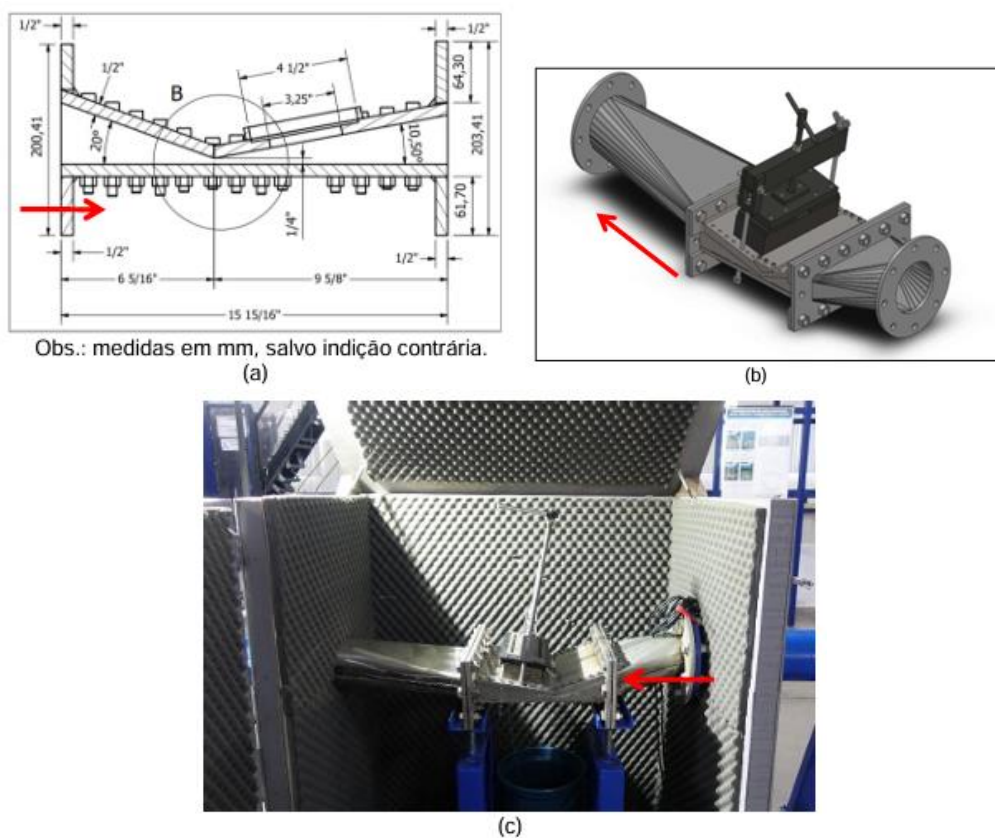 1/2"
1/2"
1/2"
4 1/2"
B
3,25"
64,30
200,41
20º
10,50º
203,41
61,70
1/4"
1/2"
1/2"
6 5/16"
9 5/8"
15 15/16"
Obs.: medidas em mm, salvo indição contrária.
(a)
(b)
(c)